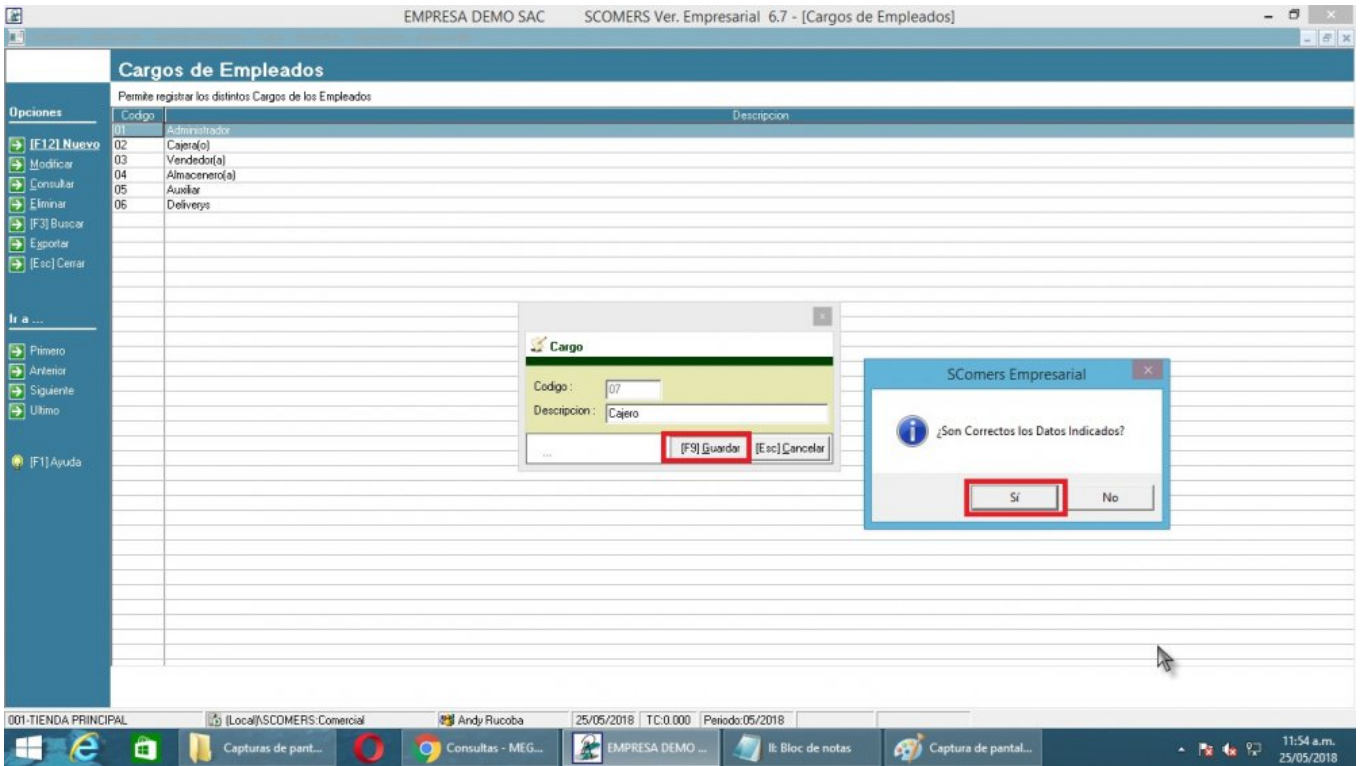 EMPRESA DEMO SAC SCOMERS Ver. Empresarial 6.7 - [Cargos de Empleados]
Cargos de Empleados
Permite registrar los distintos Cargos de los Empleados
Opciones
[F12] Nuevo
Modificar
Consultar
Eliminar
[F3] Buscar
Exportar
[Esc] Cerrar
Ir a ...
Primero
Anterior
Siguiente
Ultimo
[F1] Ayuda
Codigo Descripcion
01 Administrador
02 Cajera(o)
03 Vendedor(a)
04 Almacenero(a)
05 Auxiliar
06 Deliverys
Cargo
Codigo : 07
Descripcion : Cajero
... [F9] Guardar [Esc] Cancelar
SComers Empresarial
¿Son Correctos los Datos Indicados?
Sí No
001-TIENDA PRINCIPAL (Local)\SCOMERS:Comercial Andy Rucoba 25/05/2018 TC:0.000 Periodo:05/2018
Capturas de pant... Consultas - MEG... EMPRESA DEMO ... II: Bloc de notas Captura de pantal... 11:54 a.m.
25/05/2018